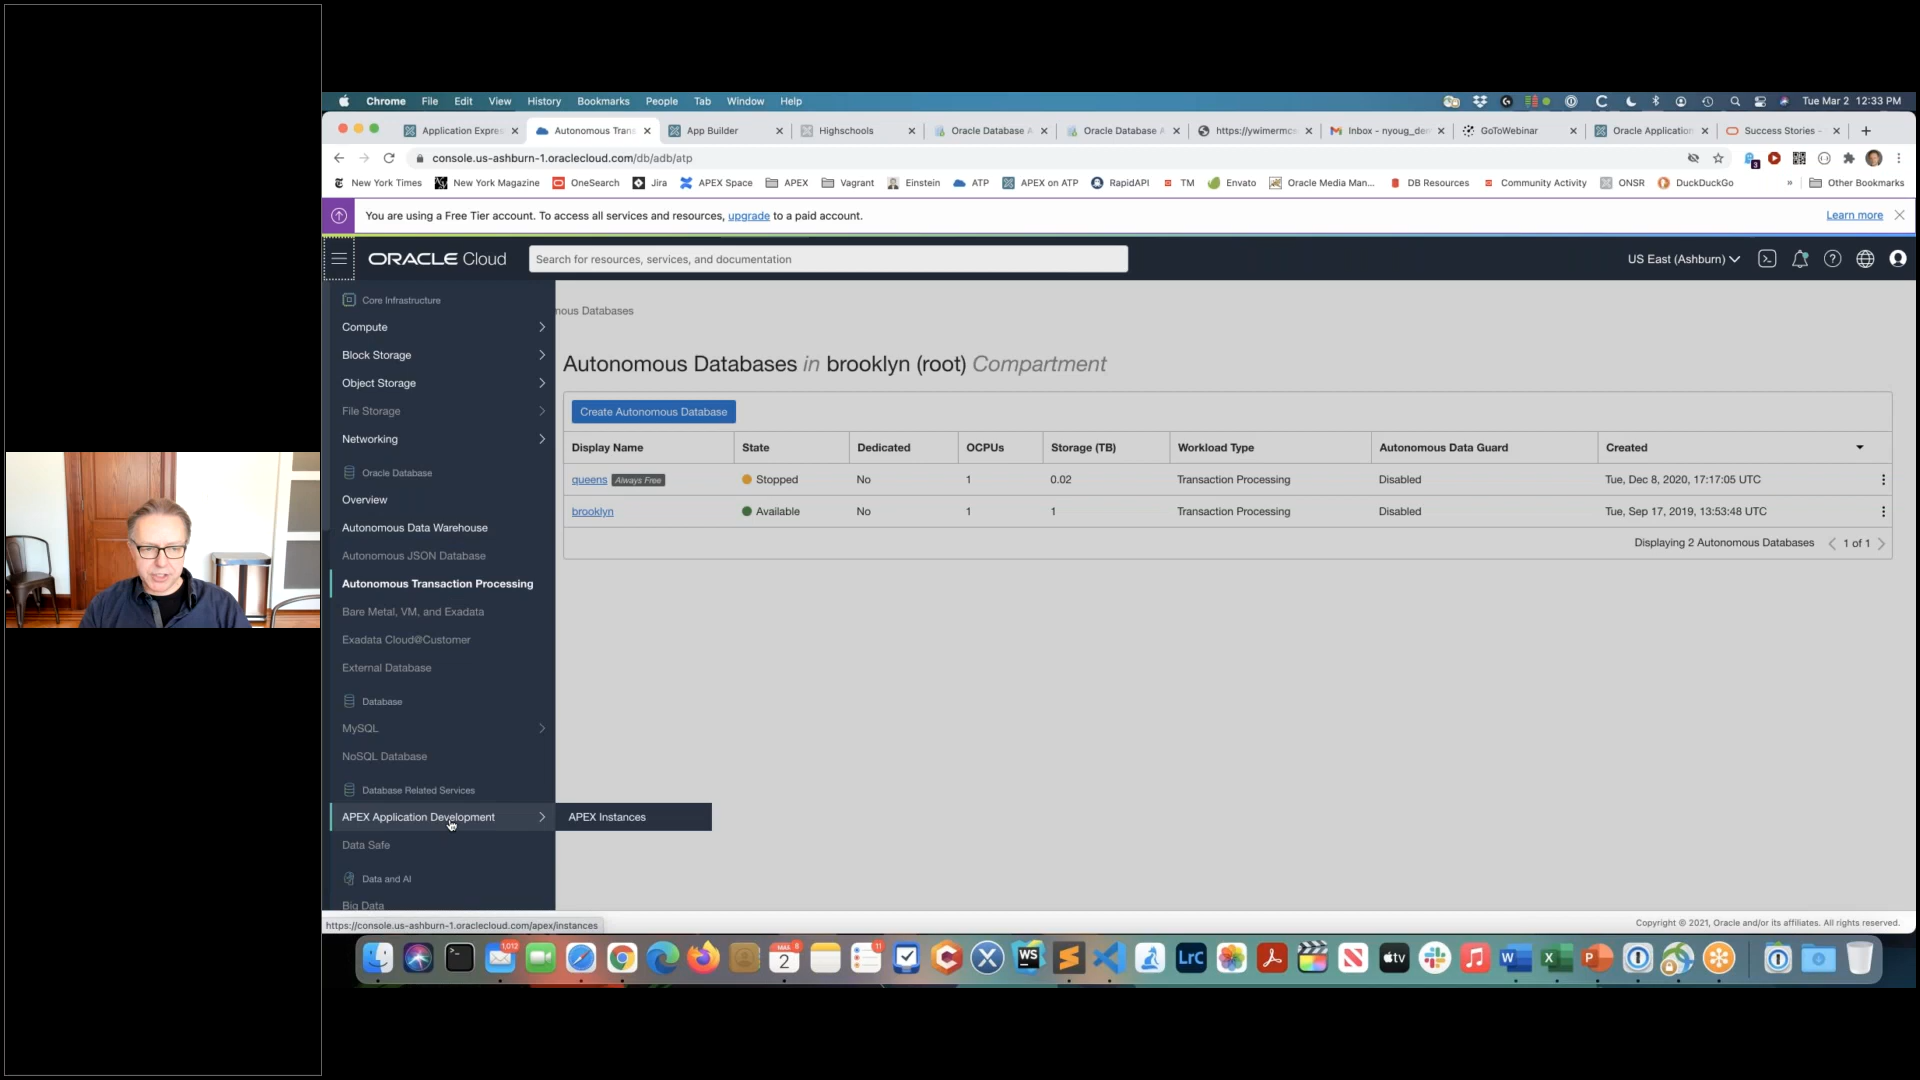 Chrome File Edit View History Bookmarks People Tab Window Help Tue Mar 2 12:33 PM
Application Expres Autonomous Trans App Builder Highschools Oracle Database A Oracle Database A https://ywimermc Inbox - nyoug_de GoToWebinar Oracle Application Success Stories -
console.us-ashburn-1.oraclecloud.com/db/adb/atp
New York Times New York Magazine OneSearch Jira APEX Space APEX Vagrant Einstein ATP APEX on ATP RapidAPI TM Envato Oracle Media Man... DB Resources Community Activity ONSR DuckDuckGo » Other Bookmarks
You are using a Free Tier account. To access all services and resources, upgrade to a paid account. Learn more
ORACLE Cloud Search for resources, services, and documentation US East (Ashburn)
Core Infrastructure
Compute
Block Storage
Object Storage
File Storage
Networking
Oracle Database
Overview
Autonomous Data Warehouse
Autonomous JSON Database
Autonomous Transaction Processing
Bare Metal, VM, and Exadata
Exadata Cloud@Customer
External Database
Database
MySQL
NoSQL Database
Database Related Services
APEX Application Development
APEX Instances
Data Safe
Data and AI
Big Data
nous Databases
Autonomous Databases in brooklyn (root) Compartment
Create Autonomous Database
Display Name State Dedicated OCPUs Storage (TB) Workload Type Autonomous Data Guard Created
queens Always Free Stopped No 1 0.02 Transaction Processing Disabled Tue, Dec 8, 2020, 17:17:05 UTC
brooklyn Available No 1 1 Transaction Processing Disabled Tue, Sep 17, 2019, 13:53:48 UTC
Displaying 2 Autonomous Databases 1 of 1
https://console.us-ashburn-1.oraclecloud.com/apex/instances
Copyright © 2021, Oracle and/or its affiliates. All rights reserved.
1,012 MAR 2 11 WS LrC tv W X P